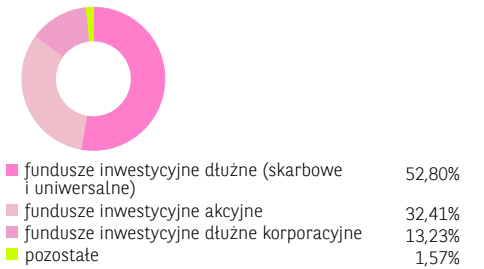 fundusze inwestycyjne dłużne (skarbowe
i uniwersalne) 52,80%
fundusze inwestycyjne akcyjne 32,41%
fundusze inwestycyjne dłużne korporacyjne 13,23%
pozostałe 1,57%